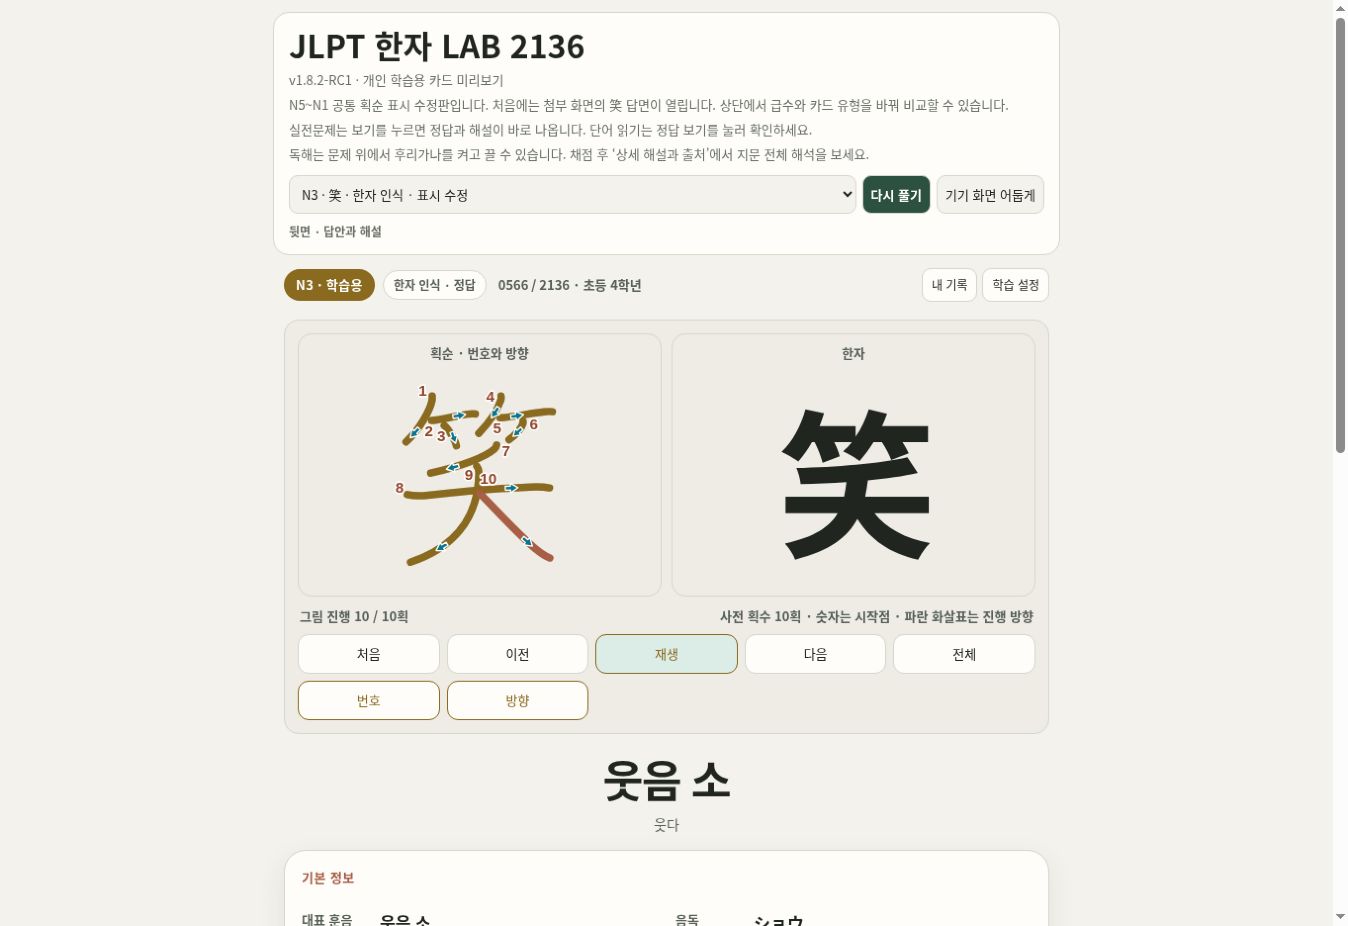 JLPT 한자 LAB 2136
v1.8.2-RC1 · 개인 학습용 카드 미리보기
N5~N1 공통 획순 표시 수정판입니다. 처음에는 첨부 화면의 笑 답면이 열립니다. 상단에서 급수와 카드 유형을 바꿔 비교할 수 있습니다.
실전문제는 보기를 누르면 정답과 해설이 바로 나옵니다. 단어 읽기는 정답 보기를 눌러 확인하세요.
독해는 문제 위에서 후리가나를 켜고 끌 수 있습니다. 채점 후 ‘상세 해설과 출처’에서 지문 전체 해석을 보세요.
N3 · 笑 · 한자 인식 · 표시 수정
다시 풀기
기기 화면 어둡게
뒷면 · 답안과 해설
N3 · 학습용
한자 인식 · 정답
0566 / 2136 · 초등 4학년
내 기록
학습 설정
획순 · 번호와 방향
한자
1
2
3
4
5
6
7
8
9
10
笑
그림 진행 10 / 10획
사전 획수 10획 · 숫자는 시작점 · 파란 화살표는 진행 방향
처음
이전
재생
다음
전체
번호
방향
웃음 소
웃다
기본 정보
대표 훈음
웃음 소
음독
ショウ